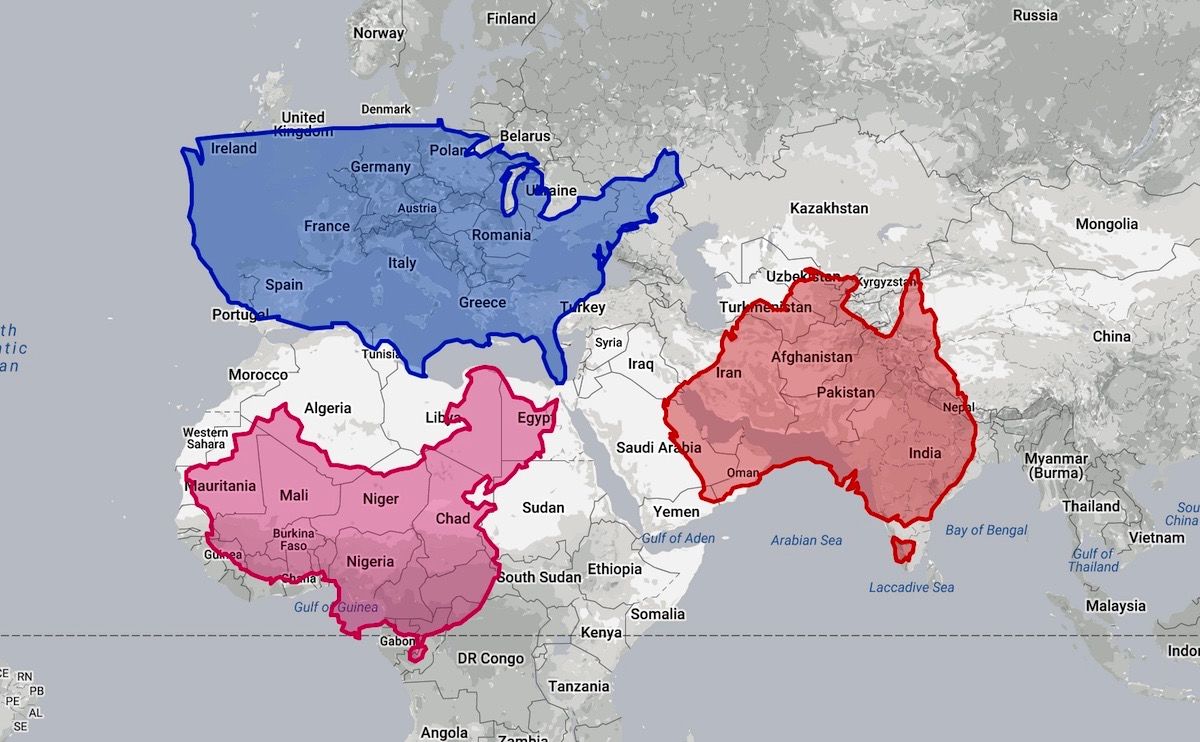 Finland
Russia
Norway
Denmark
United
Kingdom
Belarus
Ireland
Poland
Germany
Ukraine
Austria
Kazakhstan
France
Romania
Mongolia
Italy
Uzbekistan
Kyrgyzstan
Spain
Greece
Turkey
Turkmenistan
Portugal
th
ntic
an
Syria
China
Tunisia
Iraq
Afghanistan
Morocco
Iran
Pakistan
Algeria
Libya
Egypt
Nepal
Western
Sahara
Saudi Arabia
India
Myanmar
(Burma)
Oman
Mauritania
Mali
Niger
Chad
Sudan
Yemen
Thailand
Sou
China
Burkina
Faso
Gulf of Aden
Arabian Sea
Bay of Bengal
Vietnam
Guinea
Nigeria
Ethiopia
Gulf of
Thailand
Ghana
South Sudan
Laccadive Sea
Gulf of Guinea
Somalia
Malaysia
Gabon
Kenya
DR Congo
Indo
CE
RN
PB
PE
Tanzania
AL
SE
Angola
Zambia